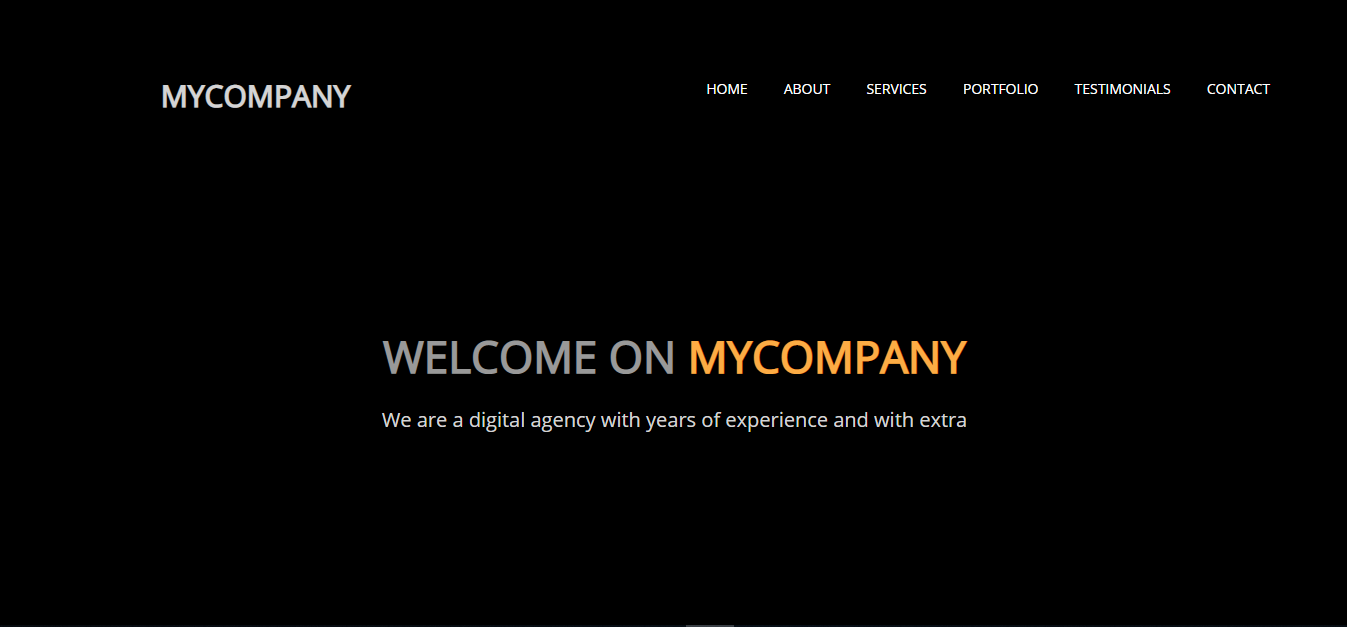 MYCOMPANY
HOME ABOUT SERVICES PORTFOLIO TESTIMONIALS CONTACT
WELCOME ON MYCOMPANY
We are a digital agency with years of experience and with extra